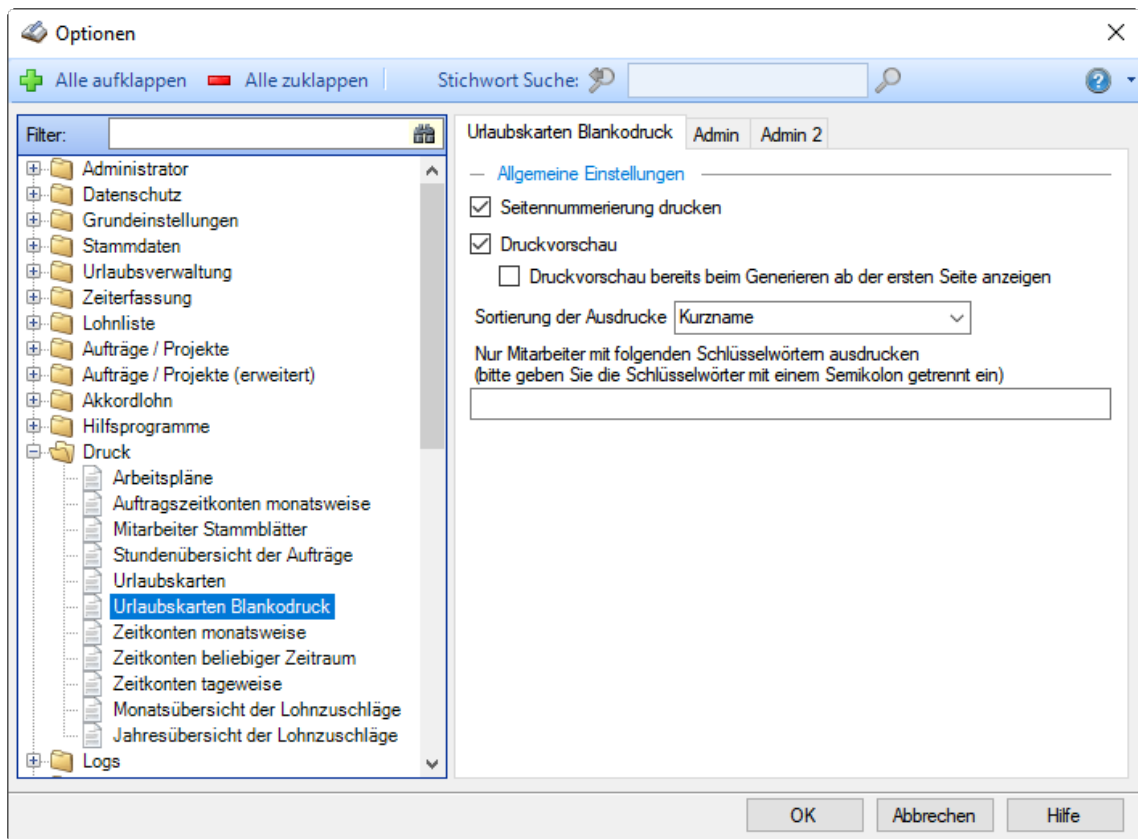 Optionen
Alle aufklappen Alle zuklappen Stichwort Suche:
Filter:
Administrator
Datenschutz
Grundeinstellungen
Stammdaten
Urlaubsverwaltung
Zeiterfassung
Lohnliste
Aufträge / Projekte
Aufträge / Projekte (erweitert)
Akkordlohn
Hilfsprogramme
Druck
Arbeitspläne
Auftragszeitkonten monatsweise
Mitarbeiter Stammblätter
Stundenübersicht der Aufträge
Urlaubskarten
Urlaubskarten Blankodruck
Zeitkonten monatsweise
Zeitkonten beliebiger Zeitraum
Zeitkonten tageweise
Monatsübersicht der Lohnzuschläge
Jahresübersicht der Lohnzuschläge
Logs
Urlaubskarten Blankodruck Admin Admin 2
Allgemeine Einstellungen
Seitennummerierung drucken
Druckvorschau
Druckvorschau bereits beim Generieren ab der ersten Seite anzeigen
Sortierung der Ausdrucke Kurzname
Nur Mitarbeiter mit folgenden Schlüsselwörtern ausdrucken
(bitte geben Sie die Schlüsselwörter mit einem Semikolon getrennt ein)
OK Abbrechen Hilfe